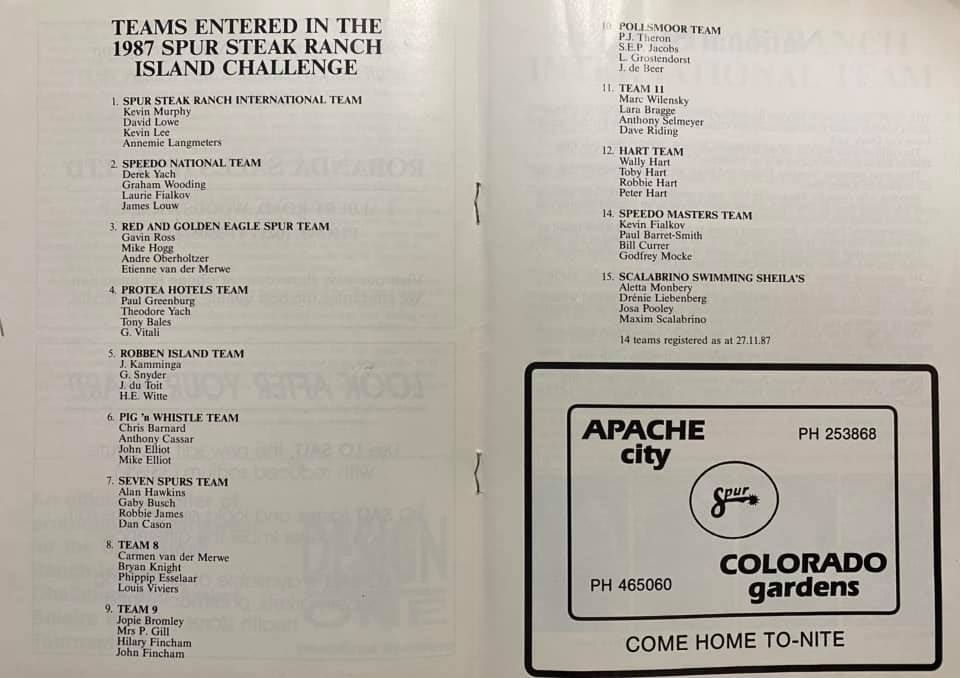 TEAMS ENTERED IN THE
1987 SPUR STEAK RANCH
ISLAND CHALLENGE
1. SPUR STEAK RANCH INTERNATIONAL TEAM
Kevin Murphy
David Lowe
Kevin Lee
Annemie Langmeters
2. SPEEDO NATIONAL TEAM
Derek Yach
Graham Wooding
Laurie Fialkov
James Louw
3. RED AND GOLDEN EAGLE SPUR TEAM
Gavin Ross
Mike Hogg
Andre Oberholtzer
Etienne van der Merwe
4. PROTEA HOTELS TEAM
Paul Greenburg
Theodore Yach
Tony Bales
G. Vitali
5. ROBBEN ISLAND TEAM
J. Kamminga
G. Snyder
J. du Toit
H.E. Witte
6. PIG 'n WHISTLE TEAM
Chris Barnard
Anthony Cassar
John Elliot
Mike Elliot
7. SEVEN SPURS TEAM
Alan Hawkins
Gaby Busch
Robbie James
Dan Cason
8. TEAM 8
Carmen van der Merwe
Bryan Knight
Phippip Esselaar
Louis Viviers
9. TEAM 9
Jopie Bromley
Mrs P. Gill
Hilary Fincham
John Fincham
10. POLLSMOOR TEAM
P.J. Theron
S.E.P. Jacobs
L. Grostendorst
J. de Beer
11. TEAM 11
Marc Wilensky
Lara Bragge
Anthony Selmeyer
Dave Riding
12. HART TEAM
Wally Hart
Toby Hart
Robbie Hart
Peter Hart
14. SPEEDO MASTERS TEAM
Kevin Fialkov
Paul Barret-Smith
Bill Currer
Godfrey Mocke
15. SCALABRINO SWIMMING SHEILA'S
Aletta Monbery
Drénie Liebenberg
Josa Pooley
Maxim Scalabrino
14 teams registered as at 27.11.87
APACHE
city
PH 253868
Spur
COLORADO
gardens
PH 465060
COME HOME TO-NITE